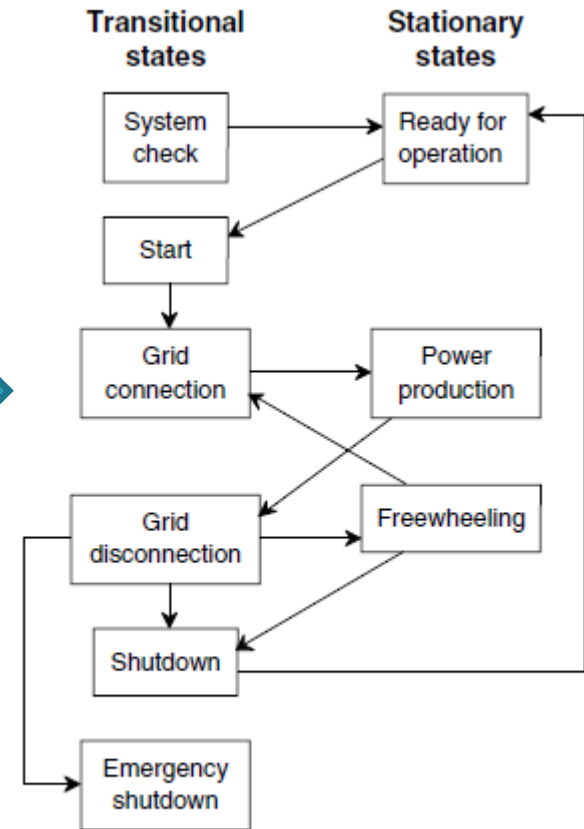 Transitional
states
Stationary
states
System
check
Ready for
operation
Start
Grid
connection
Power
production
Grid
disconnection
Freewheeling
Shutdown
Emergency
shutdown